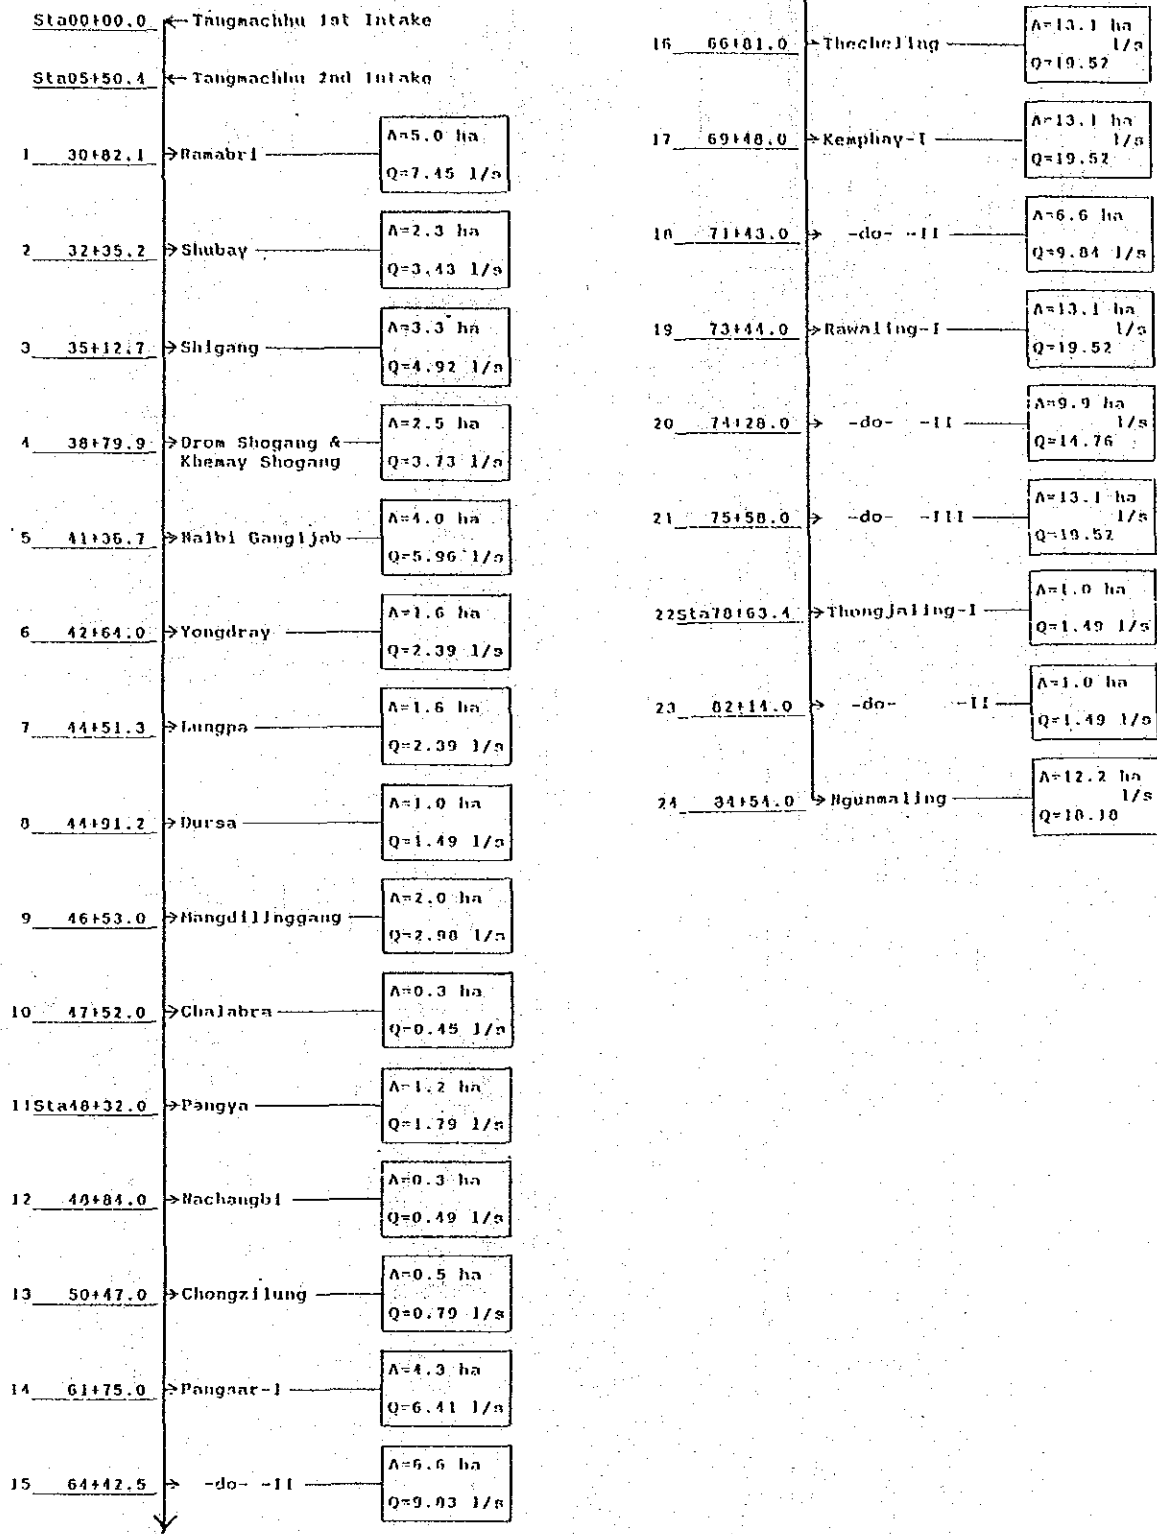 Sta00+00.0 Tangmachhu 1st Intake
Sta05+50.4 Tangmachhu 2nd Intake
1 30+82.1 Ramabri A=5.0 ha
Q=7.45 l/s
2 32+35.2 Shubay A=2.3 ha
Q=3.43 l/s
3 35+12.7 Shigang A=3.3 ha
Q=4.92 l/s
4 38+79.9 Drom Shogang & A=2.5 ha
Khemay Shogang Q=3.73 l/s
5 41+36.7 Gangijab A=4.0 ha
Q=5.96 l/s
6 42+64.0 Yongdray A=1.6 ha
Q=2.39 l/s
7 44+51.3 Lungpa A=1.6 ha
Q=2.39 l/s
8 44+91.2 Dursa A=1.0 ha
Q=1.49 l/s
9 46+53.0 Mangdilinggang A=2.0 ha
Q=2.98 l/s
10 47+52.0 Chalabra A=0.3 ha
Q=0.45 l/s
11 Sta48+32.0 Pangya A=1.2 ha
Q=1.79 l/s
12 48+84.0 Nachangbi A=0.3 ha
Q=0.49 l/s
13 50+47.0 Chongzilung A=0.5 ha
Q=0.79 l/s
14 61+75.0 Pangnar-I A=4.3 ha
Q=6.41 l/s
15 64+42.5 -do- -II A=6.6 ha
Q=9.83 l/s
16 66+81.0 Thecheling A=13.1 ha
l/s
Q=19.52
17 69+48.0 Kemphay-I A=13.1 ha
l/s
Q=19.52
18 71+43.0 -do- -II A=6.6 ha
Q=9.84 l/s
19 73+44.0 Rawaling-I A=13.1 ha
l/s
Q=19.52
20 74+28.0 -do- -II A=9.9 ha
l/s
Q=14.76
21 75+58.0 -do- -III A=13.1 ha
l/s
Q=19.52
22 Sta78+63.4 Thongjaling-I A=1.0 ha
Q=1.49 l/s
23 82+14.0 -do- -II A=1.0 ha
Q=1.49 l/s
24 84+54.0 Ngunmaling A=12.2 ha
l/s
Q=18.18